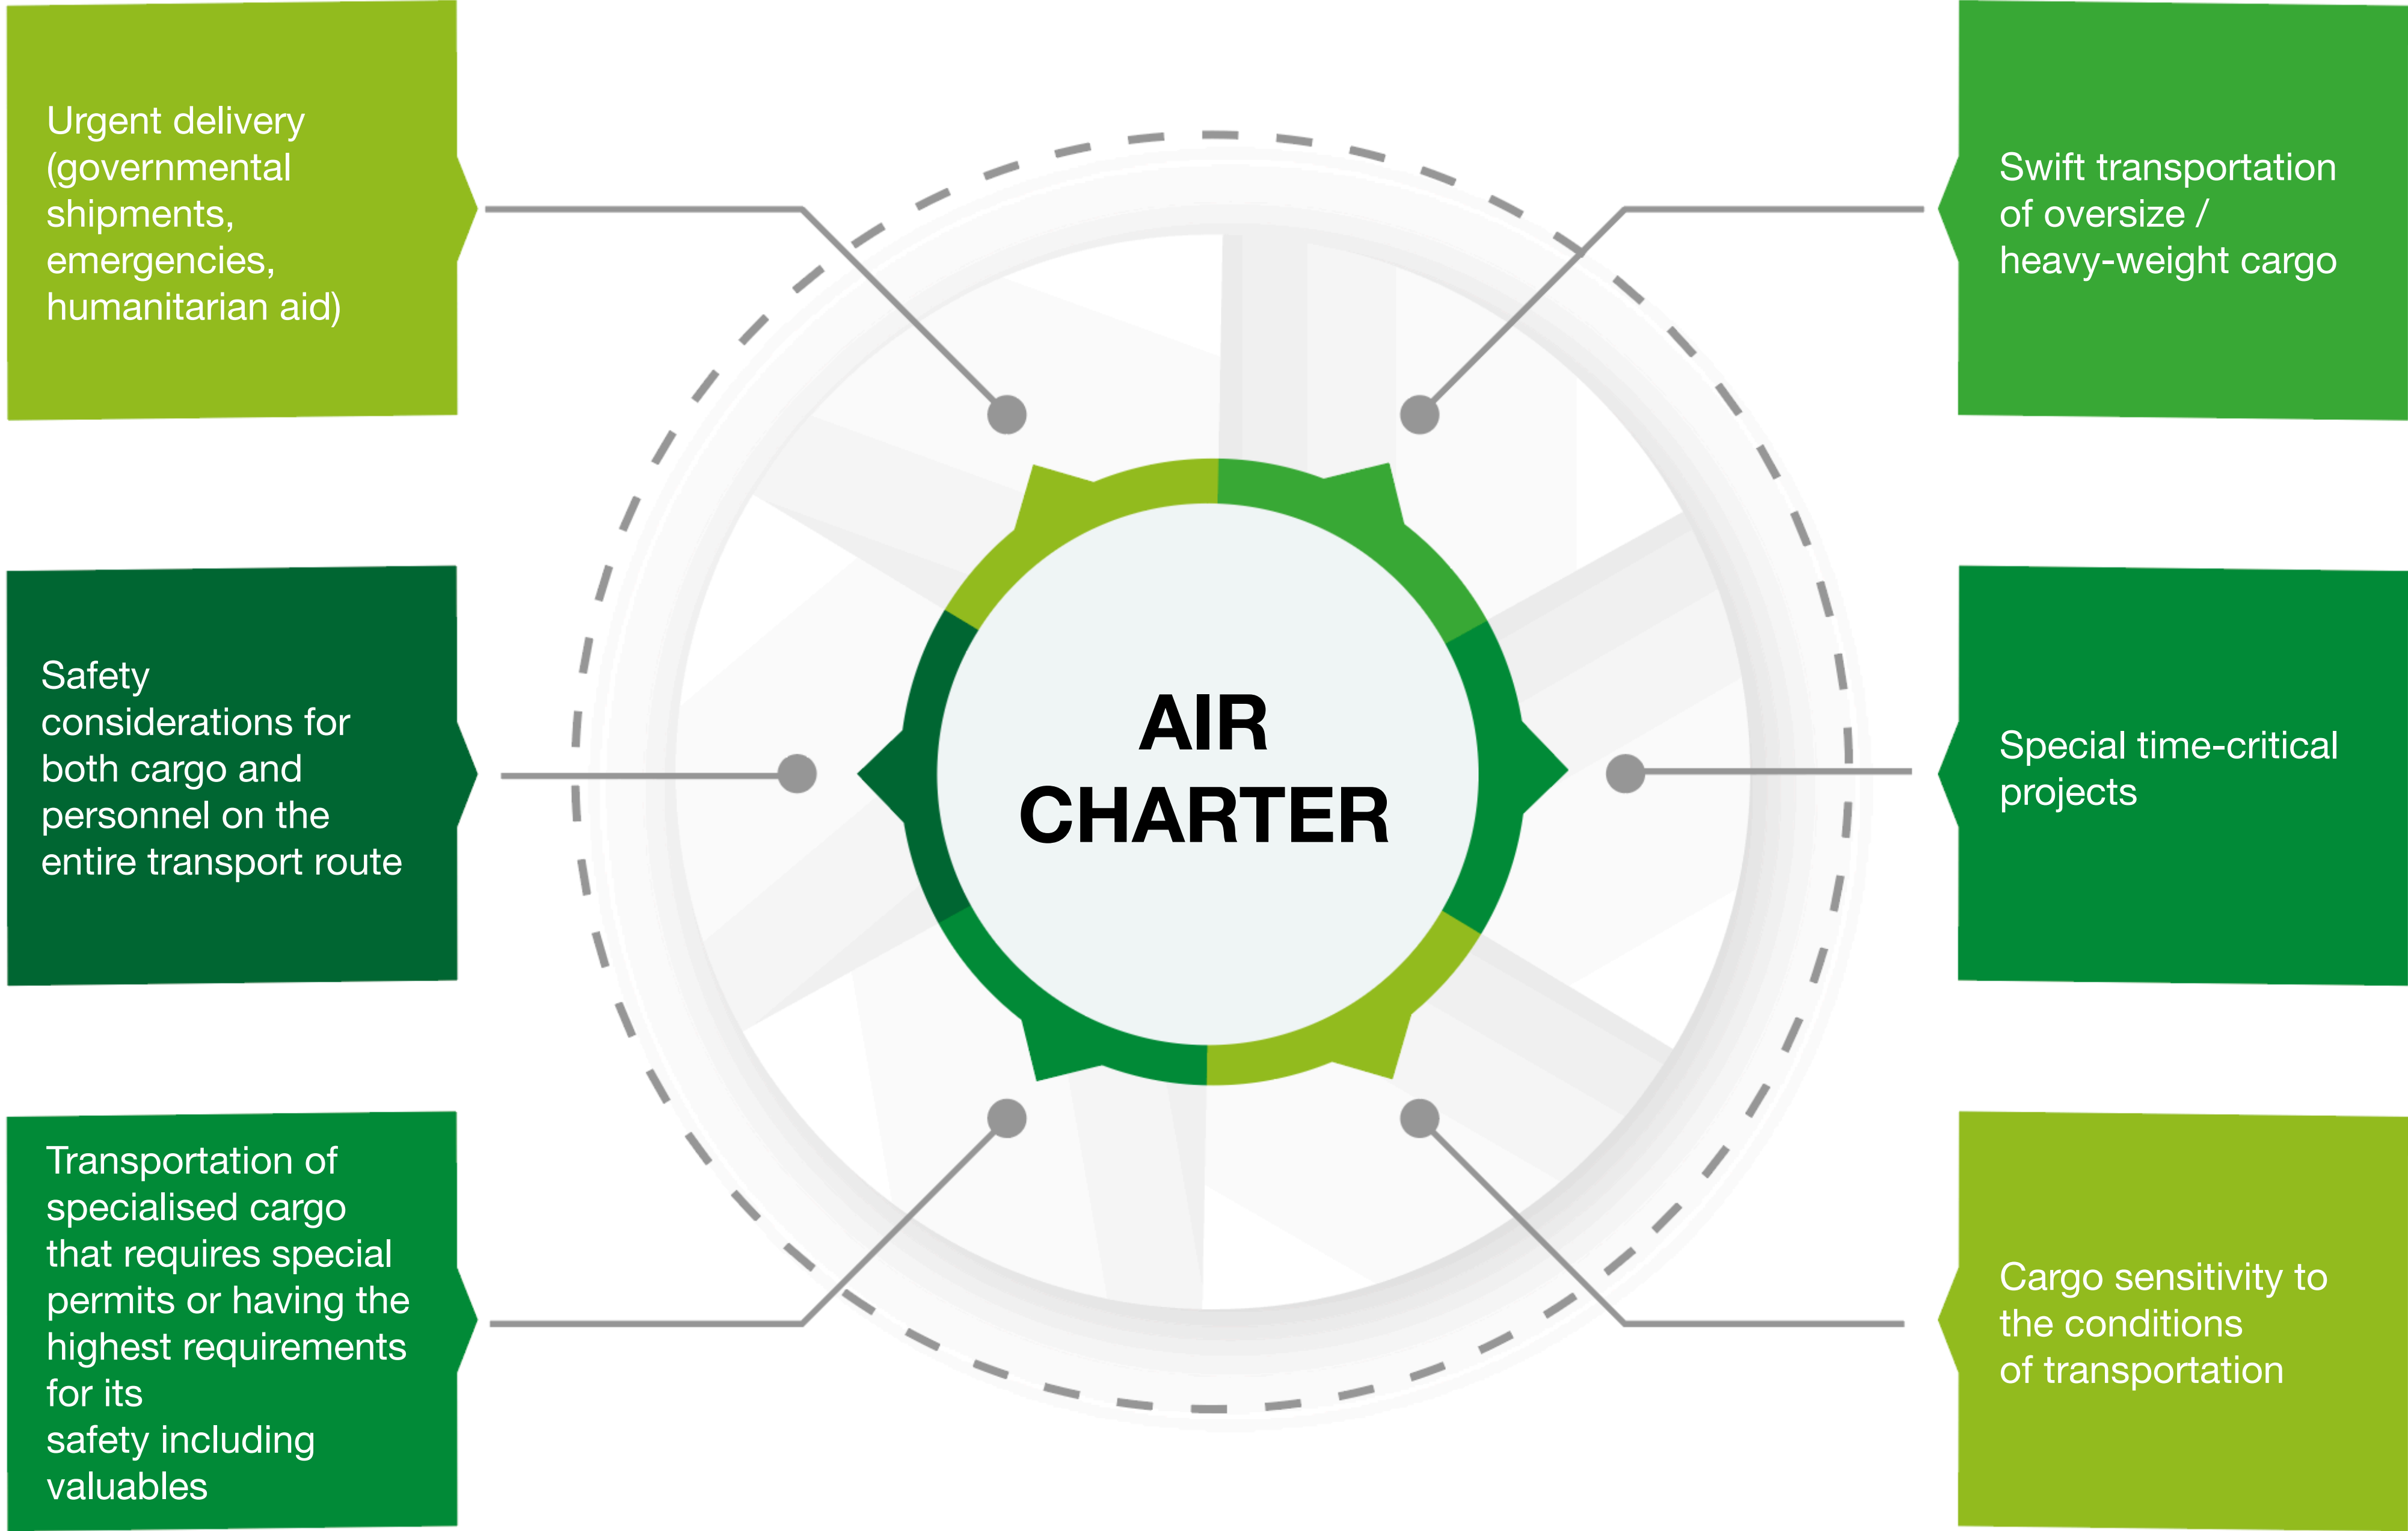 Urgent delivery
(governmental
shipments,
emergencies,
humanitarian aid)
Swift transportation
of oversize /
heavy-weight cargo
Safety
considerations for
both cargo and
personnel on the
entire transport route
AIR
CHARTER
Special time-critical
projects
Transportation of
specialised cargo
that requires special
permits or having the
highest requirements
for its
safety including
valuables
Cargo sensitivity to
the conditions
of transportation